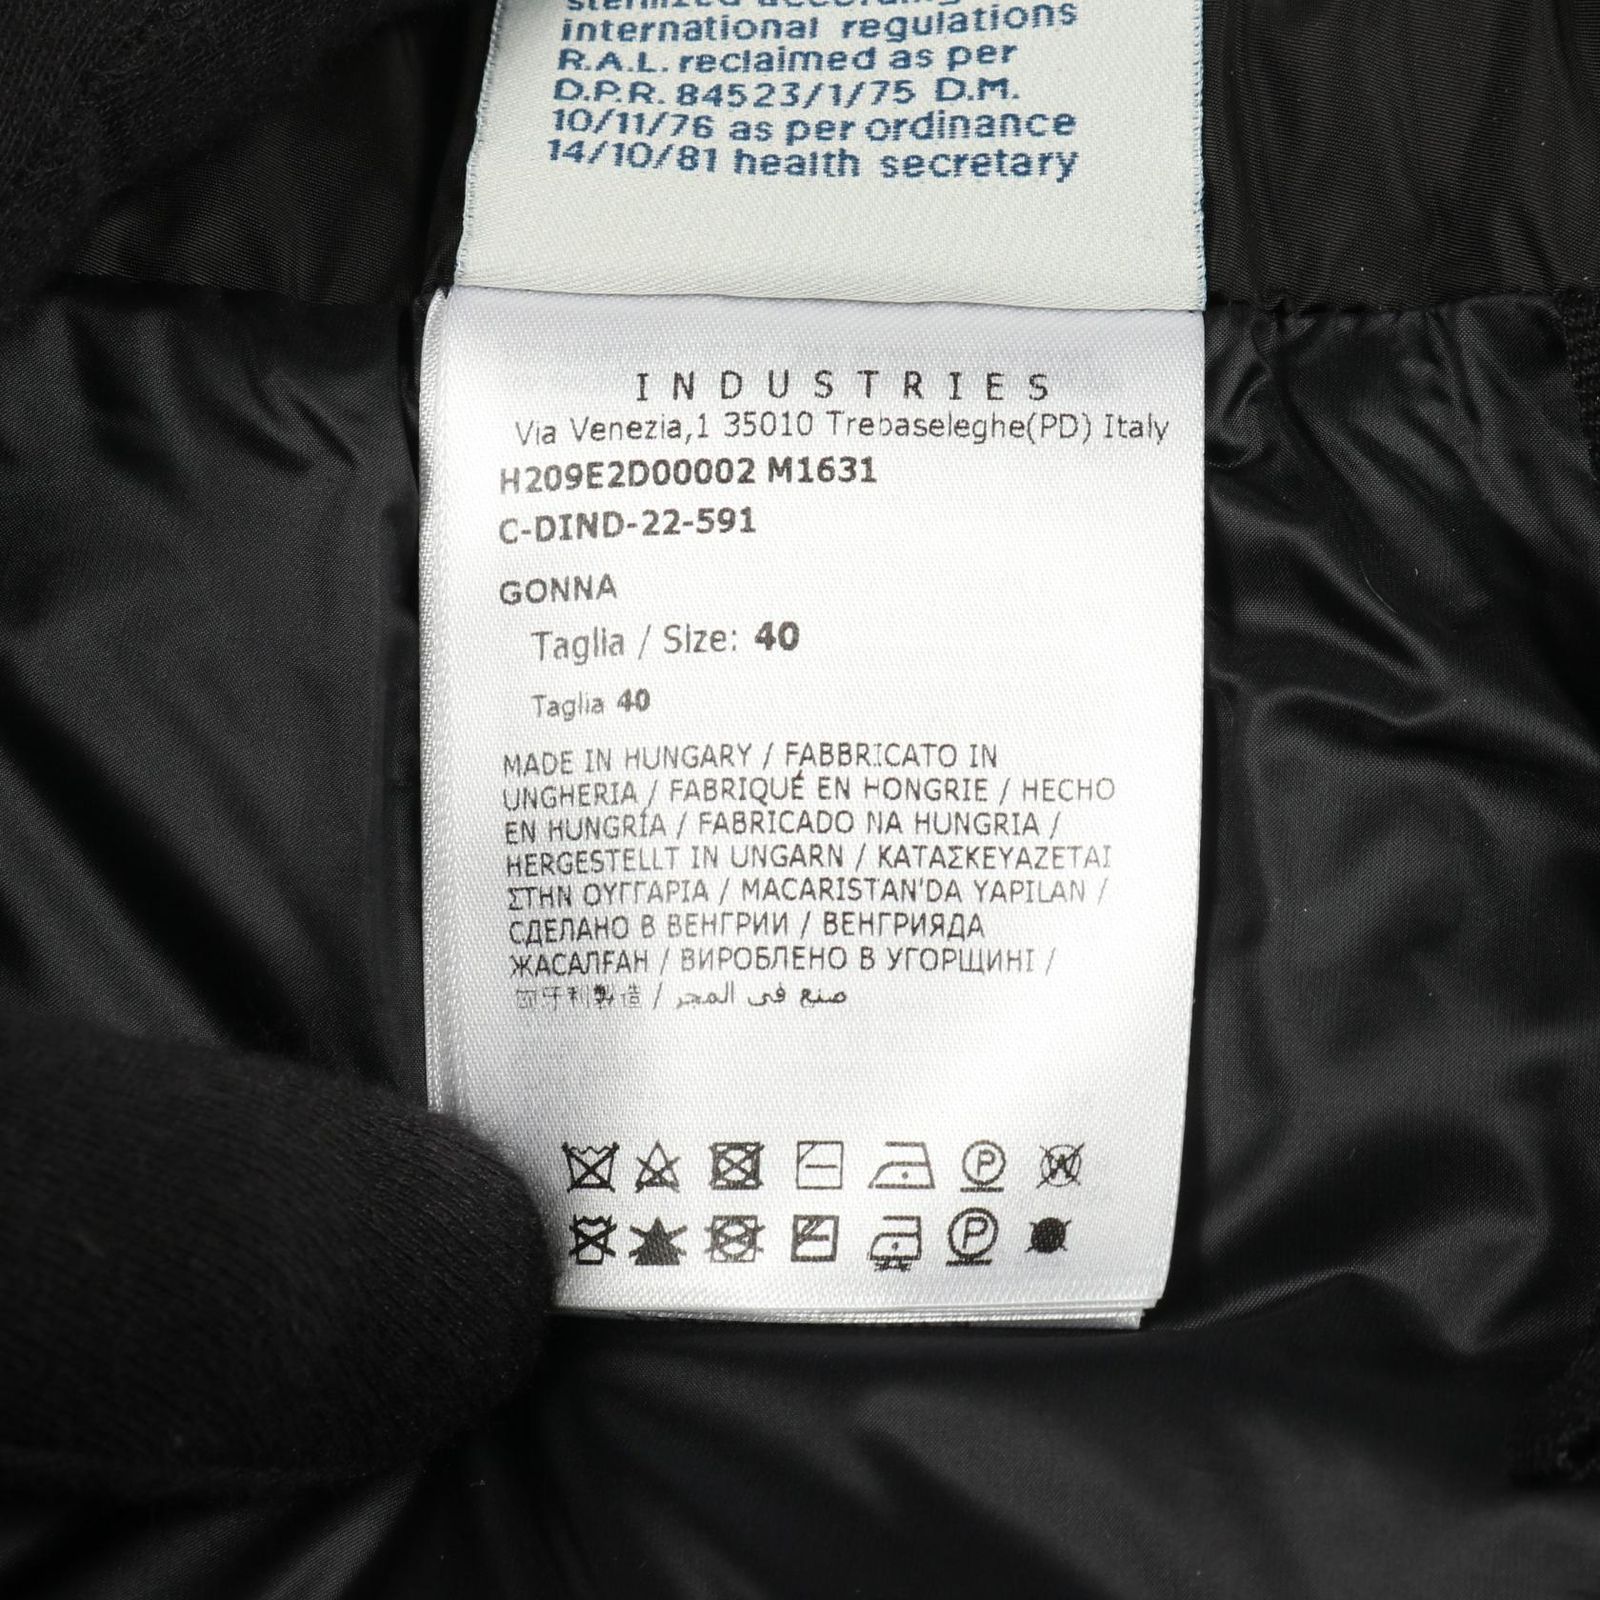 sterilized according
international regulations
R.A.L. reclaimed as per
D.P.R. 84523/1/75 D.M.
10/11/76 as per ordinance
14/10/81 health secretary
INDUSTRIES
Via Venezia,1 35010 Trebaseleghe(PD) Italy
H209E2D00002 M1631
C-DIND-22-591
GONNA
Taglia / Size: 40
Taglia 40
MADE IN HUNGARY / FABBRICATO IN
UNGHERIA / FABRIQUÉ EN HONGRIE / HECHO
EN HUNGRÍA / FABRICADO NA HUNGRIA /
HERGESTELLT IN UNGARN / ΚΑΤΑΣΚΕΥΑΖΕΤΑΙ
ΣΤΗΝ ΟΥΓΓΑΡΙΑ / MACARISTAN'DA YAPILAN /
СДЕЛАНО В ВЕНГРИИ / ВЕНГРИЯДА
ЖАСАЛҒАН / ВИРОБЛЕНО В УГОРЩИНІ /
匈牙利製造 / صنع في المجر
P
W
P